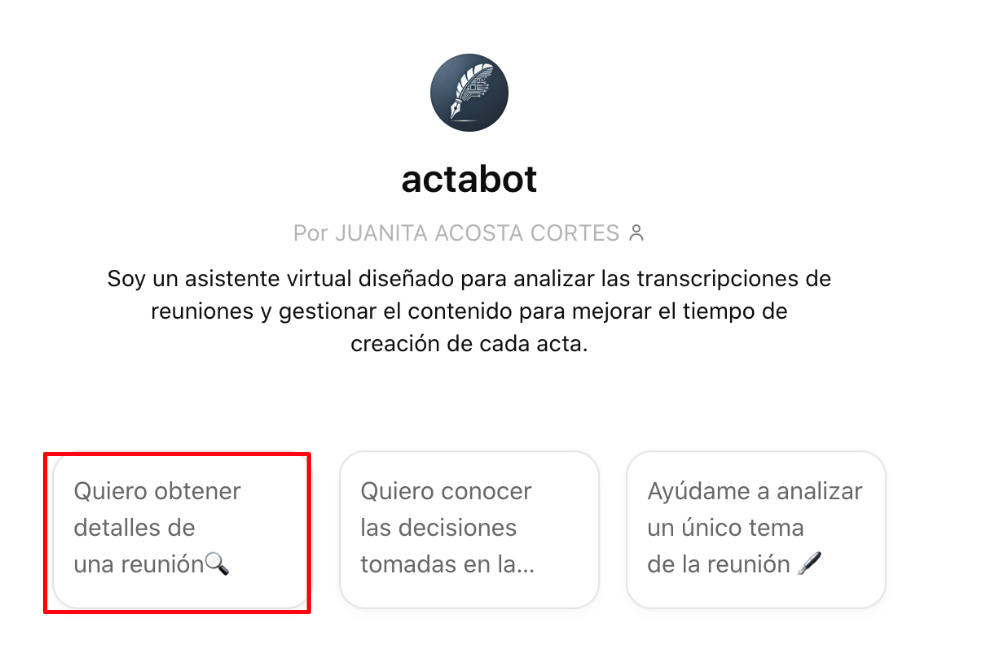 actabot
Por JUANITA ACOSTA CORTES
Soy un asistente virtual diseñado para analizar las transcripciones de
reuniones y gestionar el contenido para mejorar el tiempo de
creación de cada acta.
Quiero obtener
detalles de
una reunión🔍
Quiero conocer
las decisiones
tomadas en la...
Ayúdame a analizar
un único tema
de la reunión 🖋️